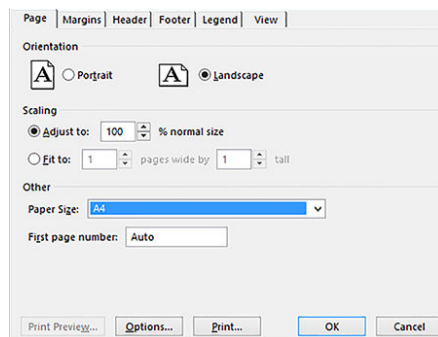 Page Margins Header Footer Legend View
Orientation
A Portrait A Landscape
Scaling
Adjust to: 100 % normal size
Fit to: 1 pages wide by 1 tall
Other
Paper Size: A4
First page number: Auto
Print Preview... Options... Print... OK Cancel